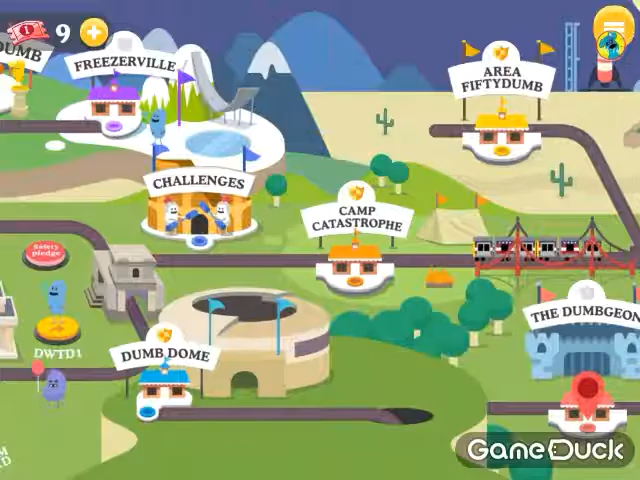 9
DUMB
FREEZERVILLE
AREA
FIFTYDUMB
CHALLENGES
CAMP
CATASTROPHE
Safety
pledge
THE DUMBGEON
DWTD1
DUMB DOME
GameDuck